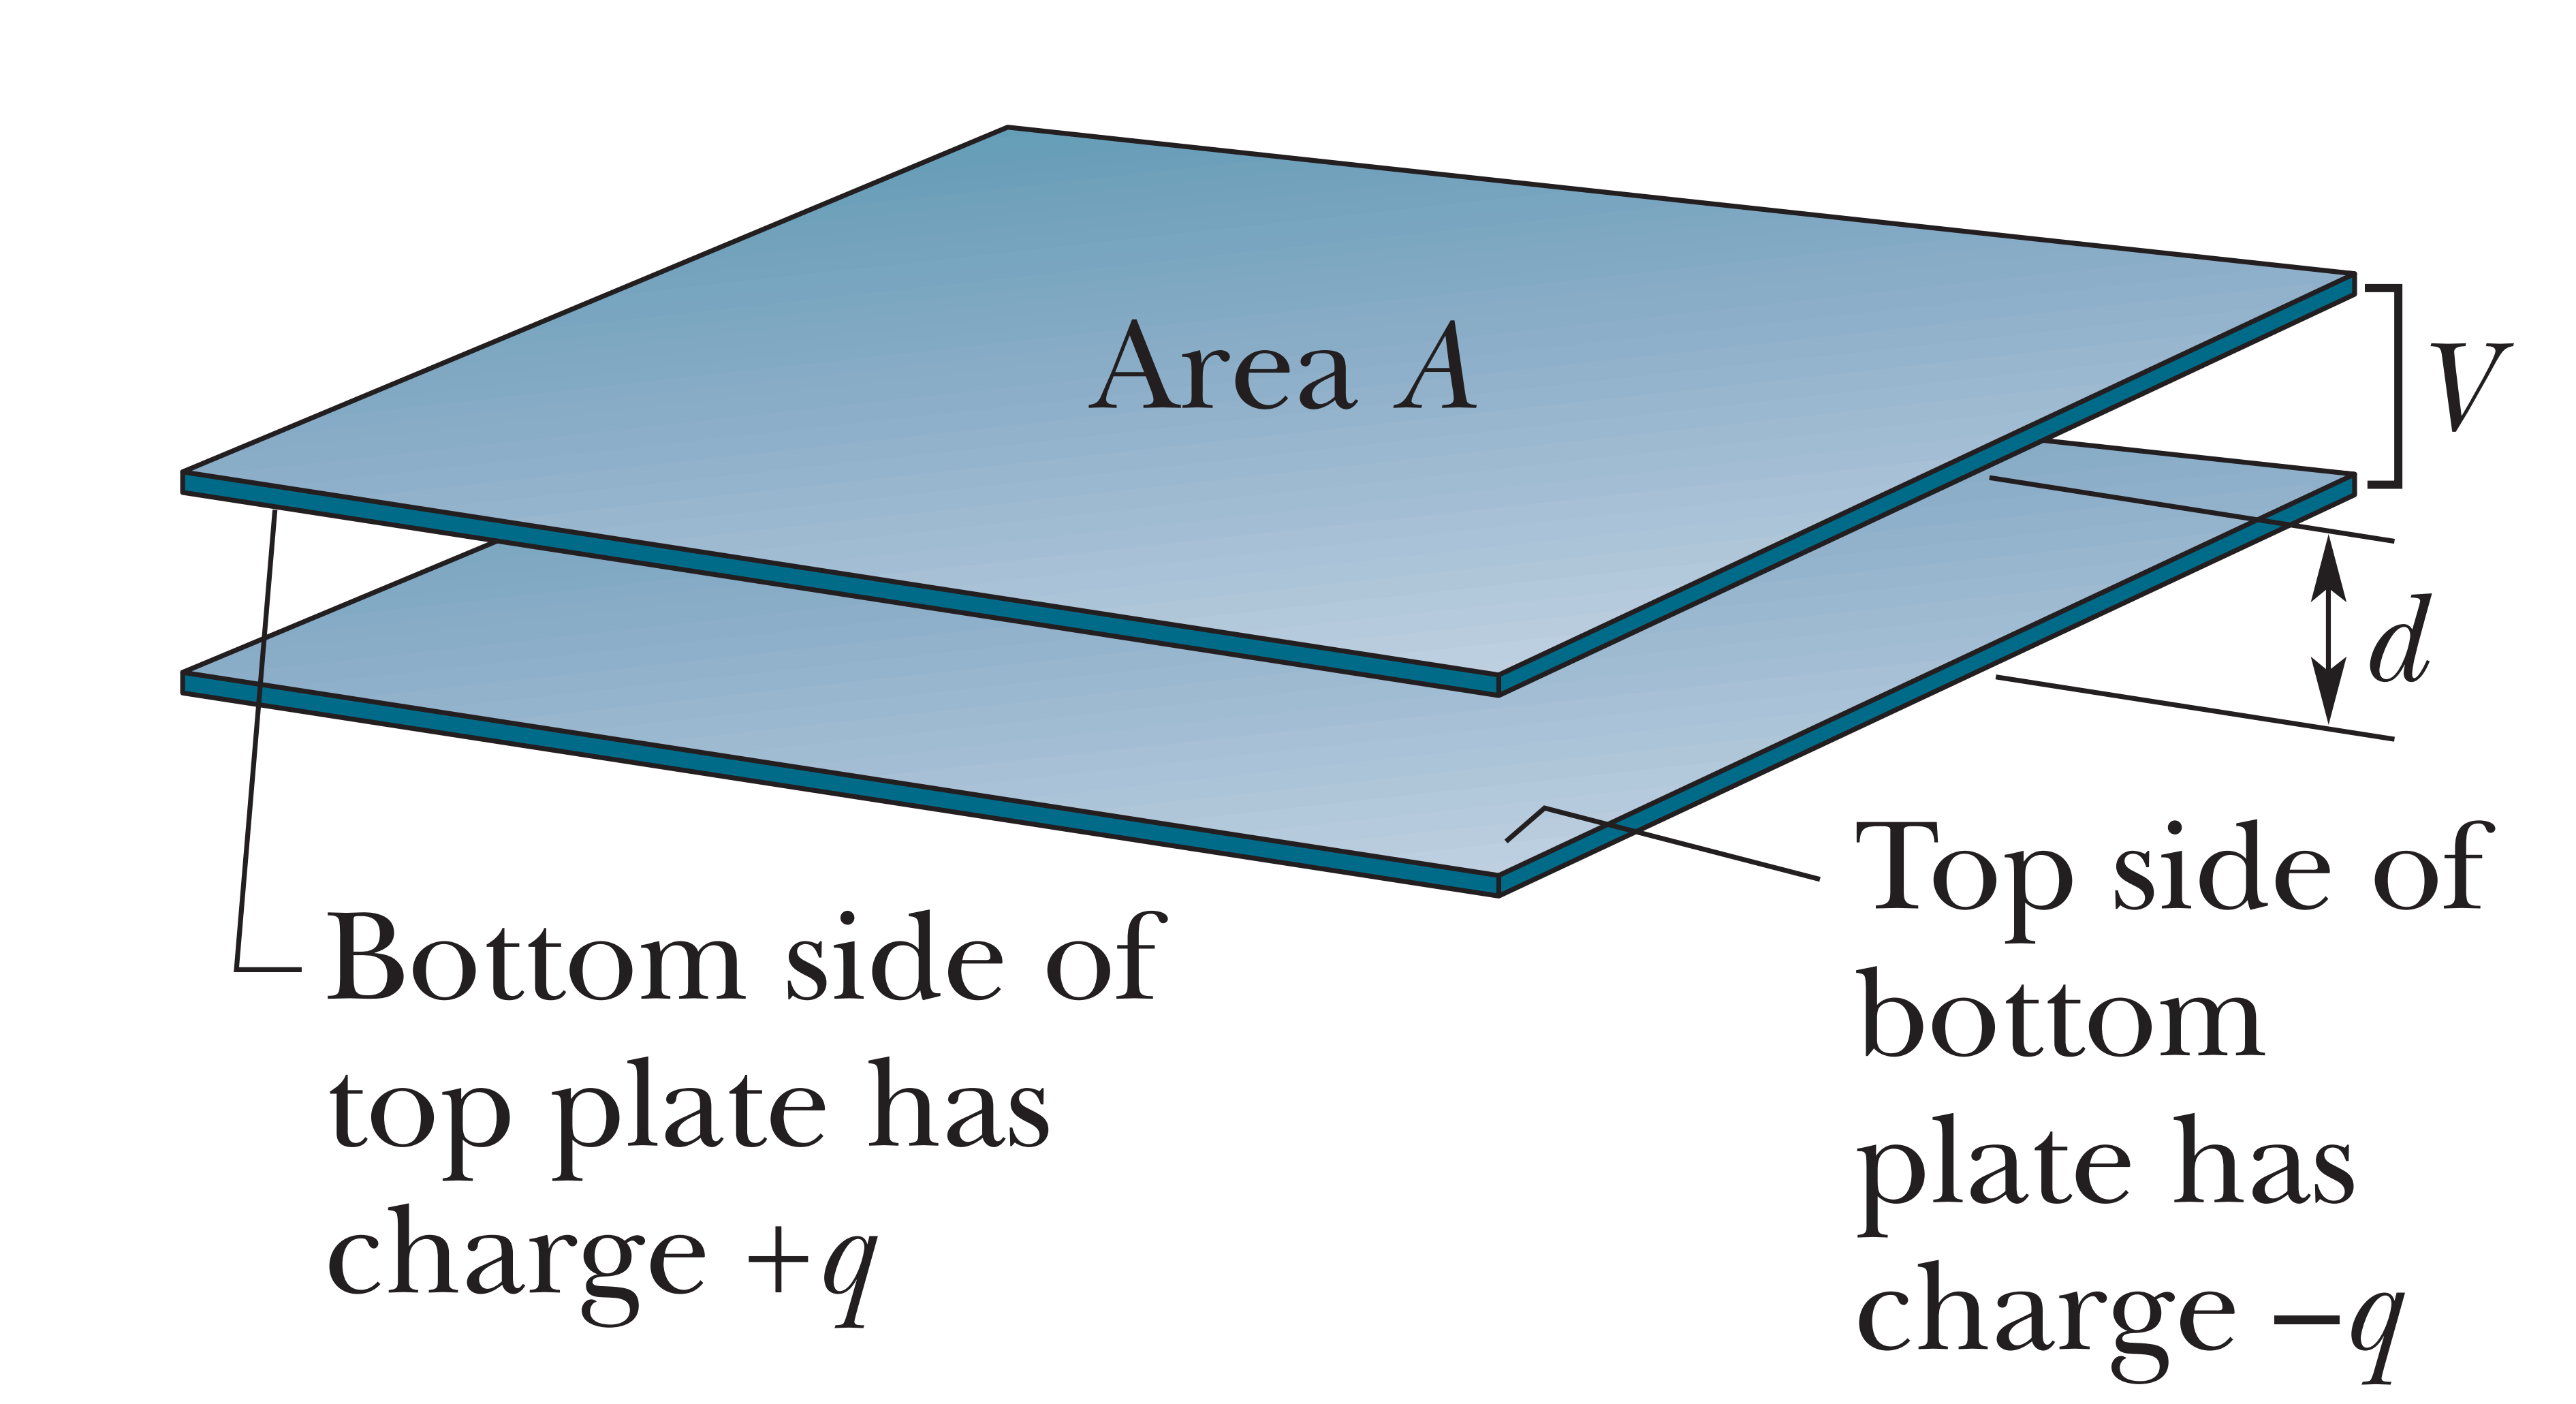 Area A
V
d
Bottom side of
top plate has
charge +q
Top side of
bottom
plate has
charge –q